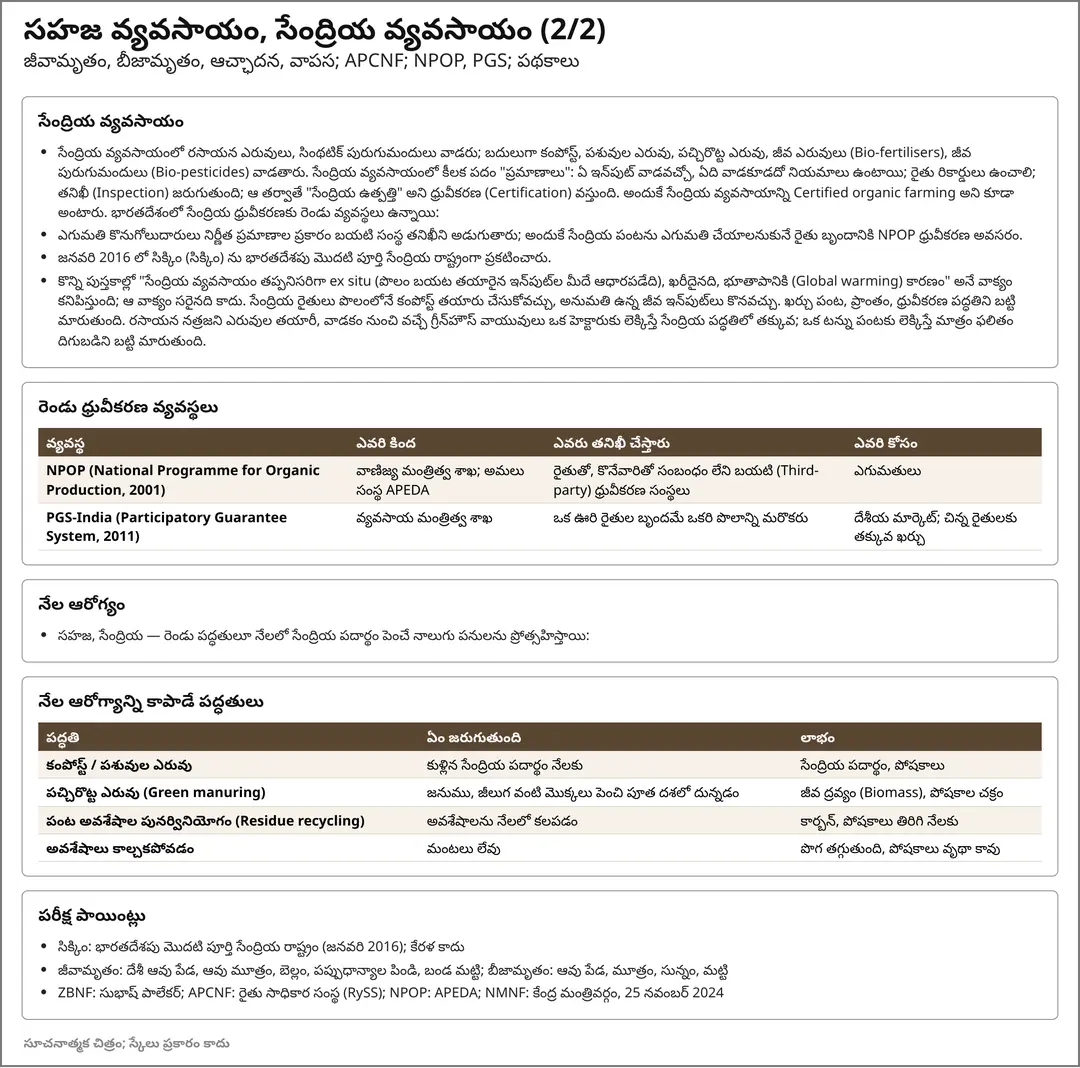 సహజ వ్యవసాయం, సేంద్రియ వ్యవసాయం (2/2)
జీవామృతం, బీజామృతం, ఆచ్ఛాదన, వాపస; APCNF; NPOP, PGS; పథకాలు
సేంద్రియ వ్యవసాయం
• సేంద్రియ వ్యవసాయంలో రసాయన ఎరువులు, సింథటిక్ పురుగుమందులు వాడరు; బదులుగా కంపోస్ట్, పశువుల ఎరువు, పచ్చిరొట్ట ఎరువు, జీవ ఎరువులు (Bio-fertilisers), జీవ
పురుగుమందులు (Bio-pesticides) వాడతారు. సేంద్రియ వ్యవసాయంలో కీలక పదం "ప్రమాణాలు": ఏ ఇన్‌పుట్ వాడవచ్చో, ఏది వాడకూడదో నియమాలు ఉంటాయి; రైతు రికార్డులు ఉంచాలి;
తనిఖీ (Inspection) జరుగుతుంది; ఆ తర్వాతే "సేంద్రియ ఉత్పత్తి" అని ధ్రువీకరణ (Certification) వస్తుంది. అందుకే సేంద్రియ వ్యవసాయాన్ని Certified organic farming అని కూడా
అంటారు. భారతదేశంలో సేంద్రియ ధ్రువీకరణకు రెండు వ్యవస్థలు ఉన్నాయి:
• ఎగుమతి కొనుగోలుదారులు నిర్ణీత ప్రమాణాల ప్రకారం బయటి సంస్థ తనిఖీని అడుగుతారు; అందుకే సేంద్రియ పంటను ఎగుమతి చేయాలనుకునే రైతు బృందానికి NPOP ధ్రువీకరణ అవసరం.
• జనవరి 2016 లో సిక్కిం (సిక్కిం) ను భారతదేశపు మొదటి పూర్తి సేంద్రియ రాష్ట్రంగా ప్రకటించారు.
• కొన్ని పుస్తకాల్లో "సేంద్రియ వ్యవసాయం తప్పనిసరిగా ex situ (పొలం బయట తయారైన ఇన్‌పుట్‌ల మీదే ఆధారపడేది), ఖరీదైనది, భూతాపానికి (Global warming) కారణం" అనే వాక్యం
కనిపిస్తుంది; ఆ వాక్యం సరైనది కాదు. సేంద్రియ రైతులు పొలంలోనే కంపోస్ట్ తయారు చేసుకోవచ్చు, అనుమతి ఉన్న జీవ ఇన్‌పుట్‌లు కొనవచ్చు. ఖర్చు పంట, ప్రాంతం, ధ్రువీకరణ పద్ధతిని బట్టి
మారుతుంది. రసాయన నత్రజని ఎరువుల తయారీ, వాడకం నుంచి వచ్చే గ్రీన్‌హౌస్ వాయువులు ఒక హెక్టారుకు లెక్కిస్తే సేంద్రియ పద్ధతిలో తక్కువ; ఒక టన్ను పంటకు లెక్కిస్తే మాత్రం ఫలితం
దిగుబడిని బట్టి మారుతుంది.
రెండు ధ్రువీకరణ వ్యవస్థలు
వ్యవస్థ ఎవరి కింద ఎవరు తనిఖీ చేస్తారు ఎవరి కోసం
NPOP (National Programme for Organic Production, 2001) వాణిజ్య మంత్రిత్వ శాఖ; అమలు సంస్థ APEDA రైతుతో, కొనేవారితో సంబంధం లేని బయటి (Third-party) ధ్రువీకరణ సంస్థలు ఎగుమతులు
PGS-India (Participatory Guarantee System, 2011) వ్యవసాయ మంత్రిత్వ శాఖ ఒక ఊరి రైతుల బృందమే ఒకరి పొలాన్ని మరొకరు దేశీయ మార్కెట్; చిన్న రైతులకు తక్కువ ఖర్చు
నేల ఆరోగ్యం
• సహజ, సేంద్రియ — రెండు పద్ధతులూ నేలలో సేంద్రియ పదార్థం పెంచే నాలుగు పనులను ప్రోత్సహిస్తాయి:
నేల ఆరోగ్యాన్ని కాపాడే పద్ధతులు
పద్ధతి ఏం జరుగుతుంది లాభం
కంపోస్ట్ / పశువుల ఎరువు కుళ్లిన సేంద్రియ పదార్థం నేలకు సేంద్రియ పదార్థం, పోషకాలు
పచ్చిరొట్ట ఎరువు (Green manuring) జనుము, జీలుగ వంటి మొక్కలు పెంచి పూత దశలో దున్నడం జీవ ద్రవ్యం (Biomass), పోషకాల చక్రం
పంట అవశేషాల పునర్వినియోగం (Residue recycling) అవశేషాలను నేలలో కలపడం కార్బన్, పోషకాలు తిరిగి నేలకు
అవశేషాలు కాల్చకపోవడం మంటలు లేవు పొగ తగ్గుతుంది, పోషకాలు వృథా కావు
పరీక్ష పాయింట్లు
• సిక్కిం: భారతదేశపు మొదటి పూర్తి సేంద్రియ రాష్ట్రం (జనవరి 2016); కేరళ కాదు
• జీవామృతం: దేశీ ఆవు పేడ, ఆవు మూత్రం, బెల్లం, పప్పుధాన్యాల పిండి, బండ మట్టి; బీజామృతం: ఆవు పేడ, మూత్రం, సున్నం, మట్టి
• ZBNF: సుభాష్ పాలేకర్; APCNF: రైతు సాధికార సంస్థ (RySS); NPOP: APEDA; NMNF: కేంద్ర మంత్రివర్గం, 25 నవంబర్ 2024
సూచనాత్మక చిత్రం; స్కేలు ప్రకారం కాదు